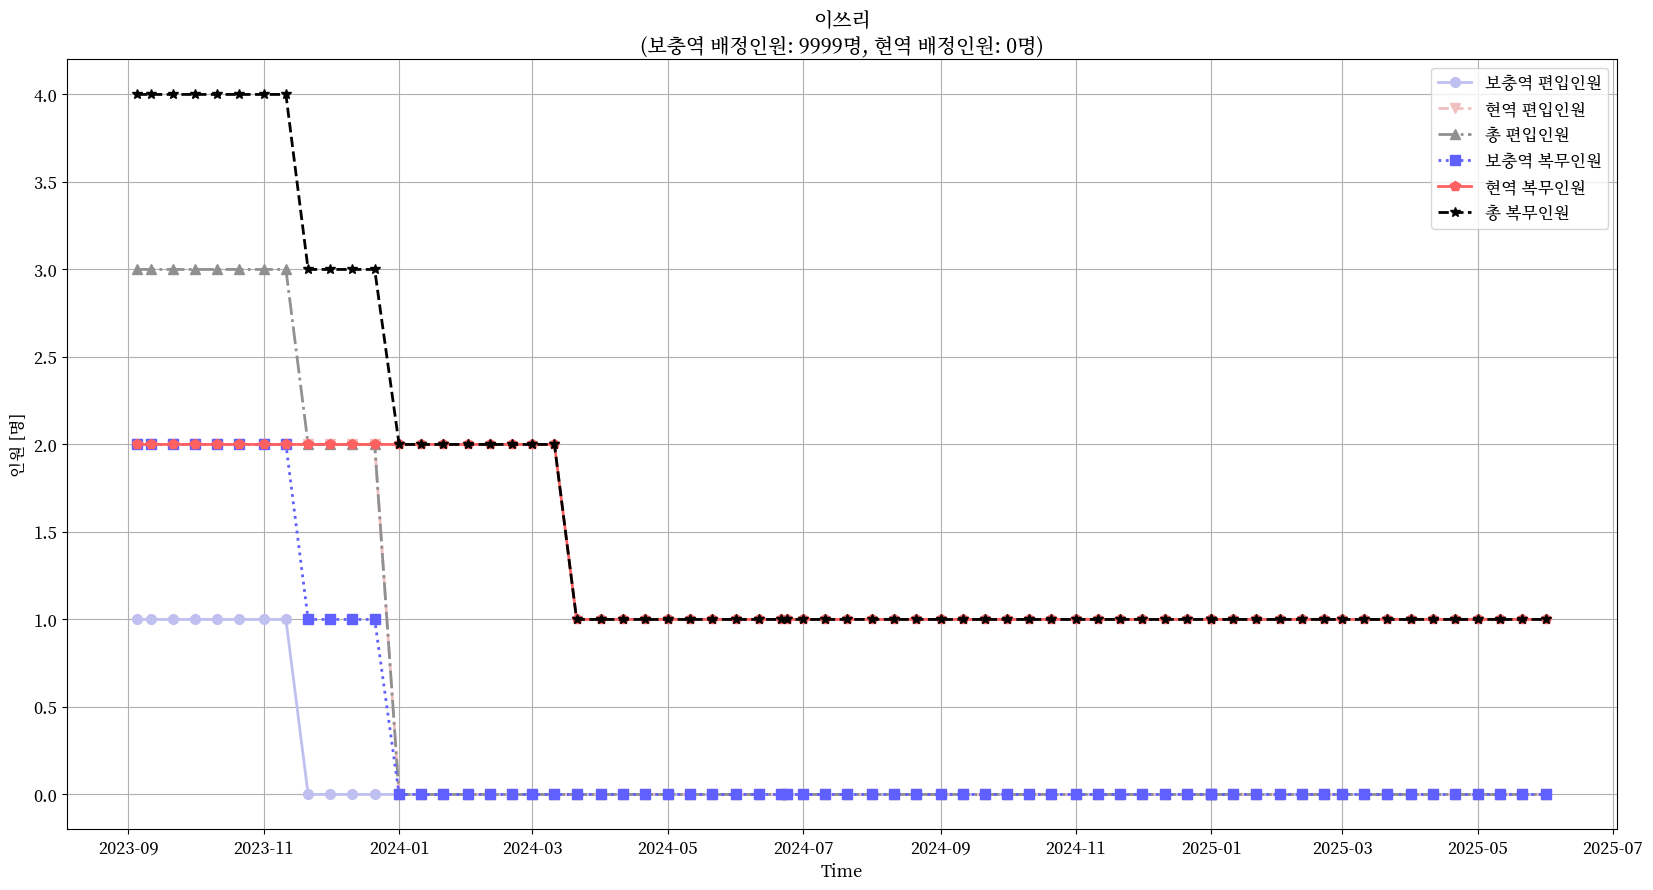 이쓰리
(보충역 배정인원: 9999명, 현역 배정인원: 0명)
보충역 편입인원
현역 편입인원
총 편입인원
보충역 복무인원
현역 복무인원
총 복무인원
인원 [명]
4.0
3.5
3.0
2.5
2.0
1.5
1.0
0.5
0.0
2023-09 2023-11 2024-01 2024-03 2024-05 2024-07 2024-09 2024-11 2025-01 2025-03 2025-05 2025-07
Time